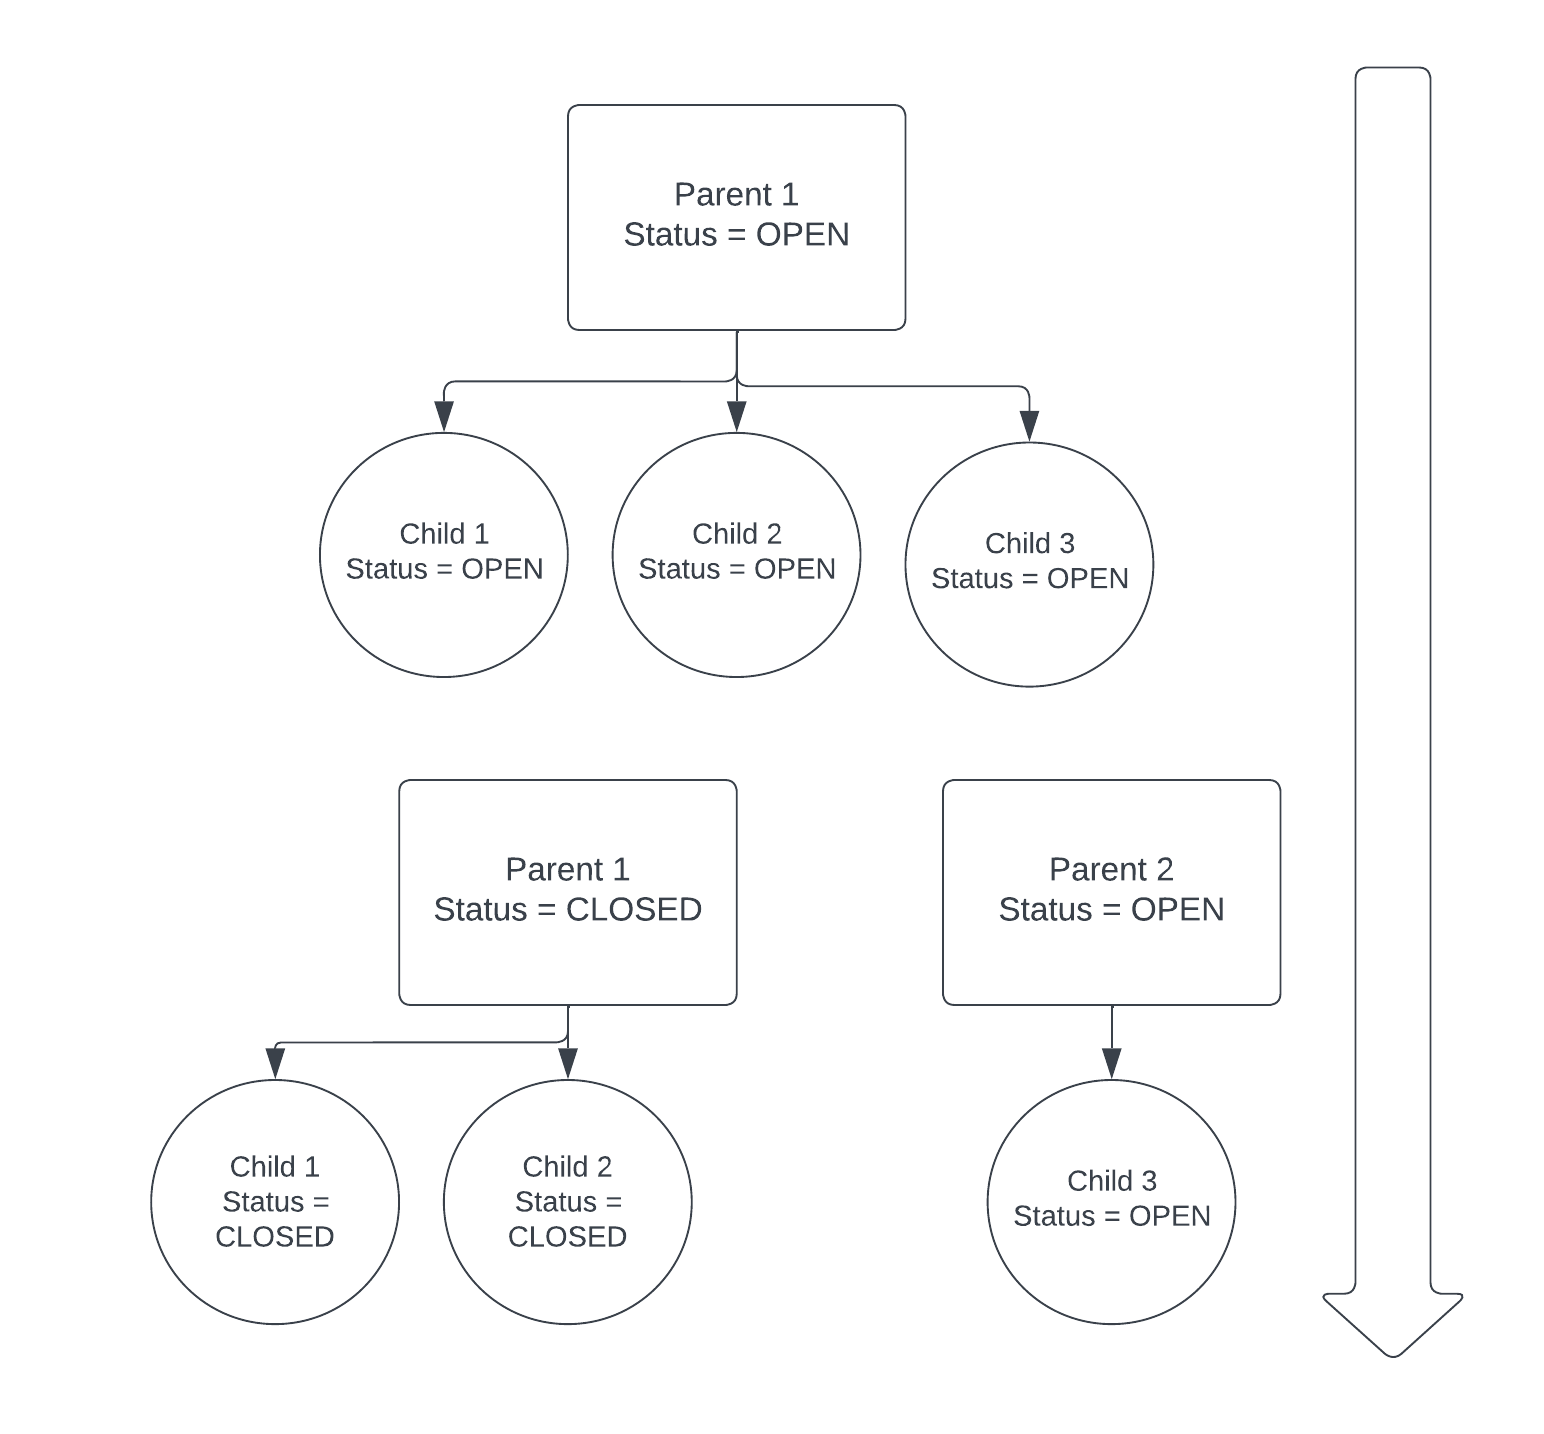 Parent 1
Status = OPEN
Child 1
Status = OPEN
Child 2
Status = OPEN
Child 3
Status = OPEN
Parent 1
Status = CLOSED
Parent 2
Status = OPEN
Child 1
Status =
CLOSED
Child 2
Status =
CLOSED
Child 3
Status = OPEN